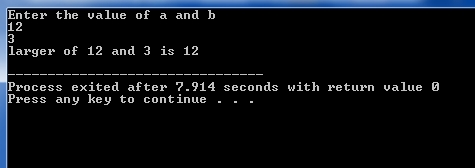 Enter the value of a and b
12
3
larger of 12 and 3 is 12
--------------------------------
Process exited after 7.914 seconds with return value 0
Press any key to continue . . .